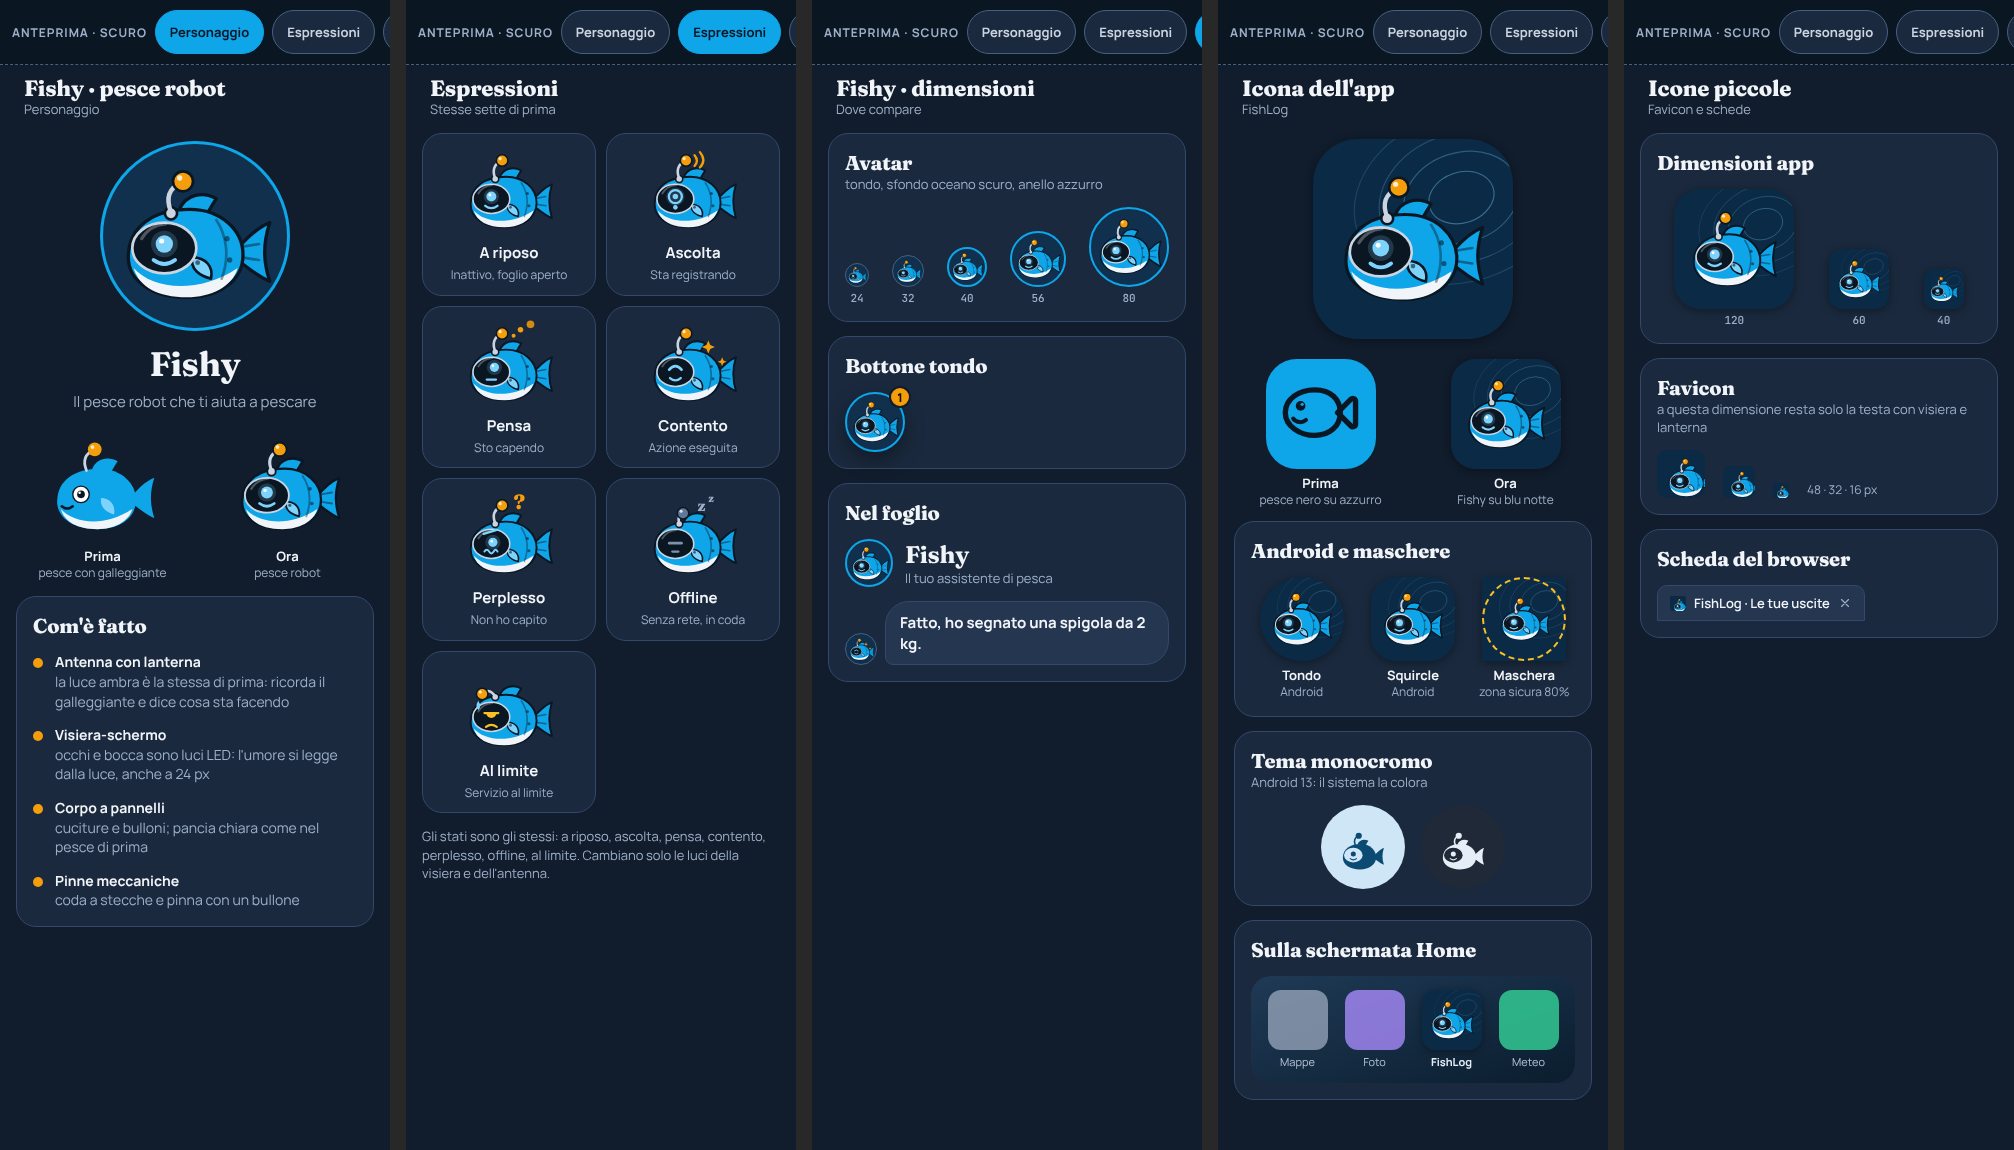 ANTEPRIMA · SCURO
Personaggio
Espressioni
Fishy · pesce robot
Personaggio
Fishy
Il pesce robot che ti aiuta a pescare
Prima
pesce con galleggiante
Ora
pesce robot
Com'è fatto
Antenna con lanterna
la luce ambra è la stessa di prima: ricorda il
galleggiante e dice cosa sta facendo
Visiera-schermo
occhi e bocca sono luci LED: l'umore si legge
dalla luce, anche a 24 px
Corpo a pannelli
cuciture e bulloni; pancia chiara come nel
pesce di prima
Pinne meccaniche
coda a stecche e pinna con un bullone
ANTEPRIMA · SCURO
Personaggio
Espressioni
Espressioni
Stesse sette di prima
A riposo
Inattivo, foglio aperto
Ascolta
Sta registrando
Pensa
Sto capendo
Contento
Azione eseguita
?
Perplesso
Non ho capito
z
z
Offline
Senza rete, in coda
Al limite
Servizio al limite
Gli stati sono gli stessi: a riposo, ascolta, pensa, contento,
perplesso, offline, al limite. Cambiano solo le luci della
visiera e dell'antenna.
ANTEPRIMA · SCURO
Personaggio
Espressioni
Fishy · dimensioni
Dove compare
Avatar
tondo, sfondo oceano scuro, anello azzurro
24
32
40
56
80
Bottone tondo
1
Nel foglio
Fishy
Il tuo assistente di pesca
Fatto, ho segnato una spigola da 2
kg.
ANTEPRIMA · SCURO
Personaggio
Espressioni
Icona dell'app
FishLog
Prima
pesce nero su azzurro
Ora
Fishy su blu notte
Android e maschere
Tondo
Android
Squircle
Android
Maschera
zona sicura 80%
Tema monocromo
Android 13: il sistema la colora
Sulla schermata Home
Mappe
Foto
FishLog
Meteo
ANTEPRIMA · SCURO
Personaggio
Espressioni
Icone piccole
Favicon e schede
Dimensioni app
120
60
40
Favicon
a questa dimensione resta solo la testa con visiera e
lanterna
48 · 32 · 16 px
Scheda del browser
FishLog · Le tue uscite ×